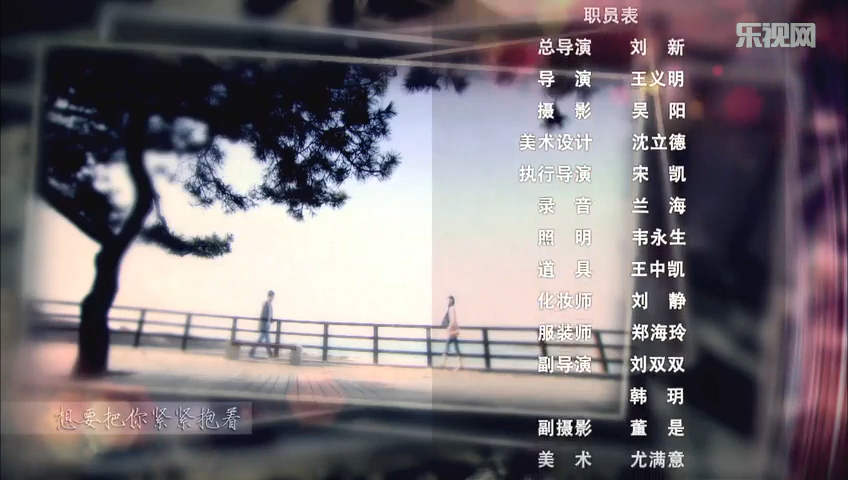 职员表
乐视网
总导演 刘 新
导 演 王义明
摄 影 吴 阳
美术设计 沈立德
执行导演 宋 凯
录 音 兰 海
照 明 韦永生
道 具 王中凯
化妆师 刘 静
服装师 郑海玲
副导演 刘双双
韩 玥
副摄影 董 是
美 术 尤满意
想要把你紧紧抱着